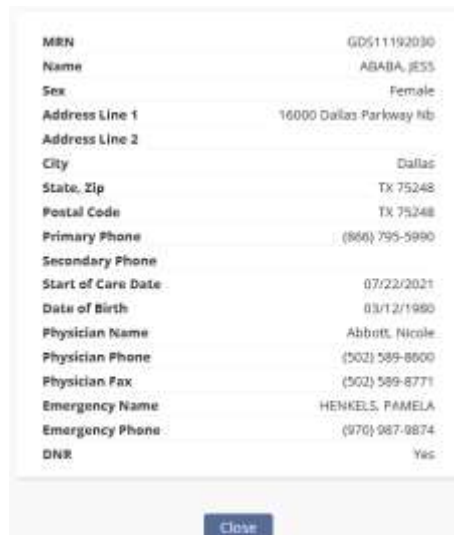 MRN GDS11192030
Name ABABA, JESS
Sex Female
Address Line 1 16000 Dallas Parkway Nb
Address Line 2
City Dallas
State, Zip TX 75248
Postal Code TX 75248
Primary Phone (866) 795-5990
Secondary Phone
Start of Care Date 07/22/2021
Date of Birth 03/12/1980
Physician Name Abbott, Nicole
Physician Phone (502) 589-8600
Physician Fax (502) 589-8771
Emergency Name HENKELS, PAMELA
Emergency Phone (970) 987-9874
DNR Yes
Close